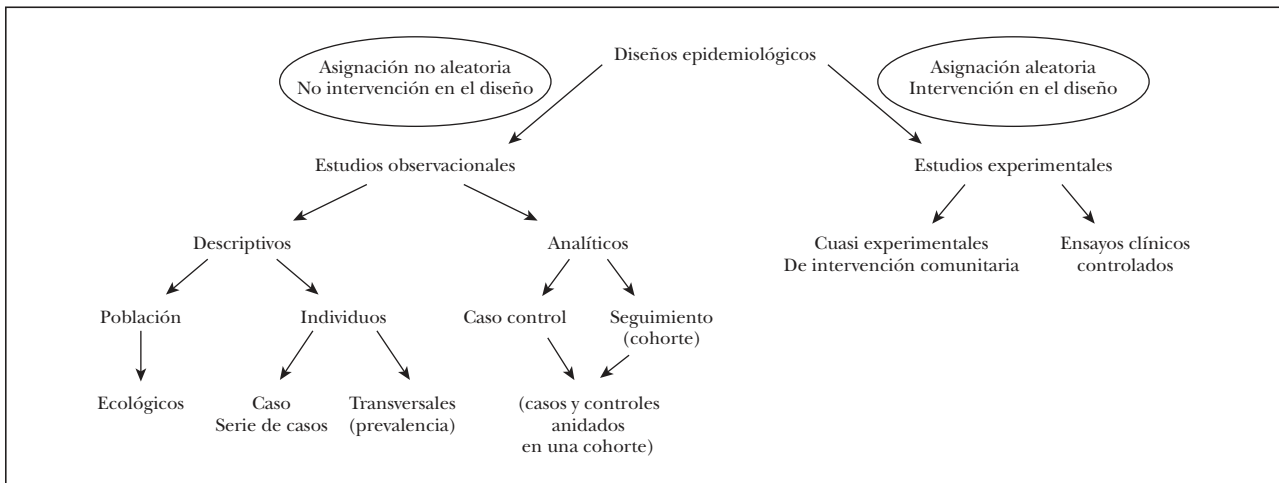 Diseños epidemiológicos
Asignación no aleatoria
No intervención en el diseño
Asignación aleatoria
Intervención en el diseño
Estudios observacionales
Estudios experimentales
Descriptivos
Analíticos
Cuasi experimentales
De intervención comunitaria
Ensayos clínicos
controlados
Población
Individuos
Caso control
Seguimiento
(cohorte)
Ecológicos
Caso
Serie de casos
Transversales
(prevalencia)
(casos y controles
anidados
en una cohorte)